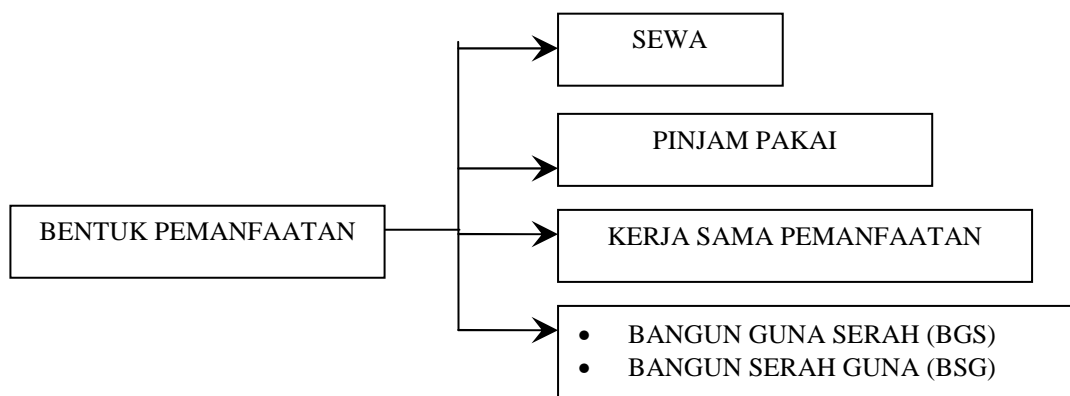 SEWA
PINJAM PAKAI
BENTUK PEMANFAATAN
KERJA SAMA PEMANFAATAN
• BANGUN GUNA SERAH (BGS)
• BANGUN SERAH GUNA (BSG)